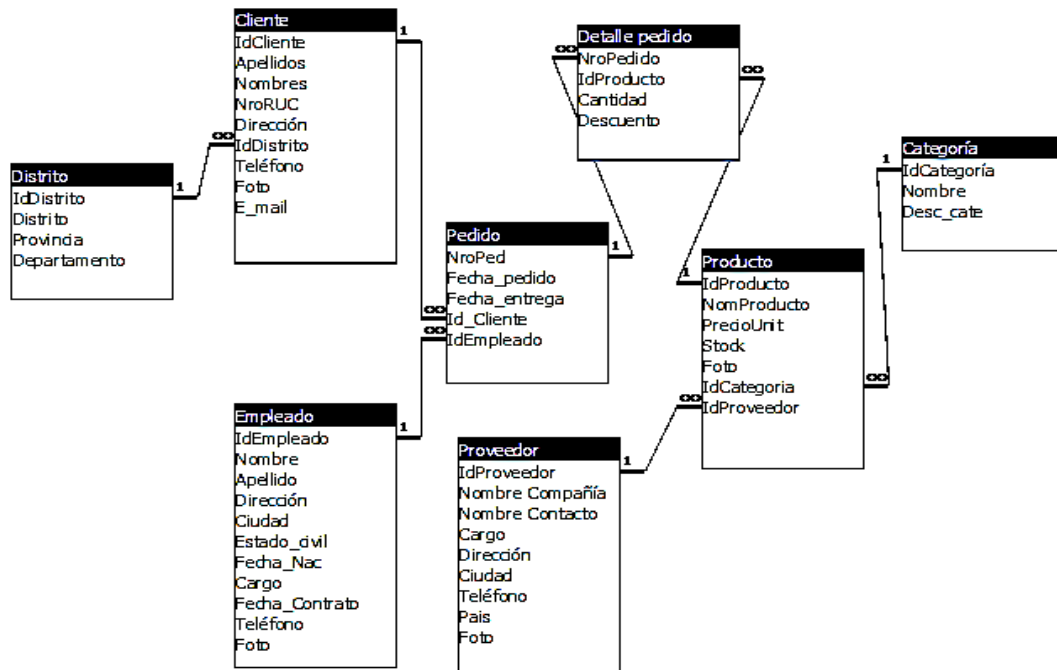 Cliente
IdCliente
Apellidos
Nombres
NroRUC
Dirección
IdDistrito
Teléfono
Foto
E_mail
1
∞
Distrito
IdDistrito
Distrito
Provincia
Departamento
1
Detalle pedido
NroPedido
IdProducto
Cantidad
Descuento
∞
∞
Categoría
IdCategoría
Nombre
Desc_cate
1
Pedido
NroPed
Fecha_pedido
Fecha_entrega
Id_Cliente
IdEmpleado
1
∞
∞
Producto
IdProducto
NomProducto
PrecioUnit
Stock
Foto
IdCategoria
IdProveedor
1
∞
∞
Empleado
IdEmpleado
Nombre
Apellido
Dirección
Ciudad
Estado_civil
Fecha_Nac
Cargo
Fecha_Contrato
Teléfono
Foto
1
Proveedor
IdProveedor
Nombre Compañía
Nombre Contacto
Cargo
Dirección
Ciudad
Teléfono
Pais
Foto
1